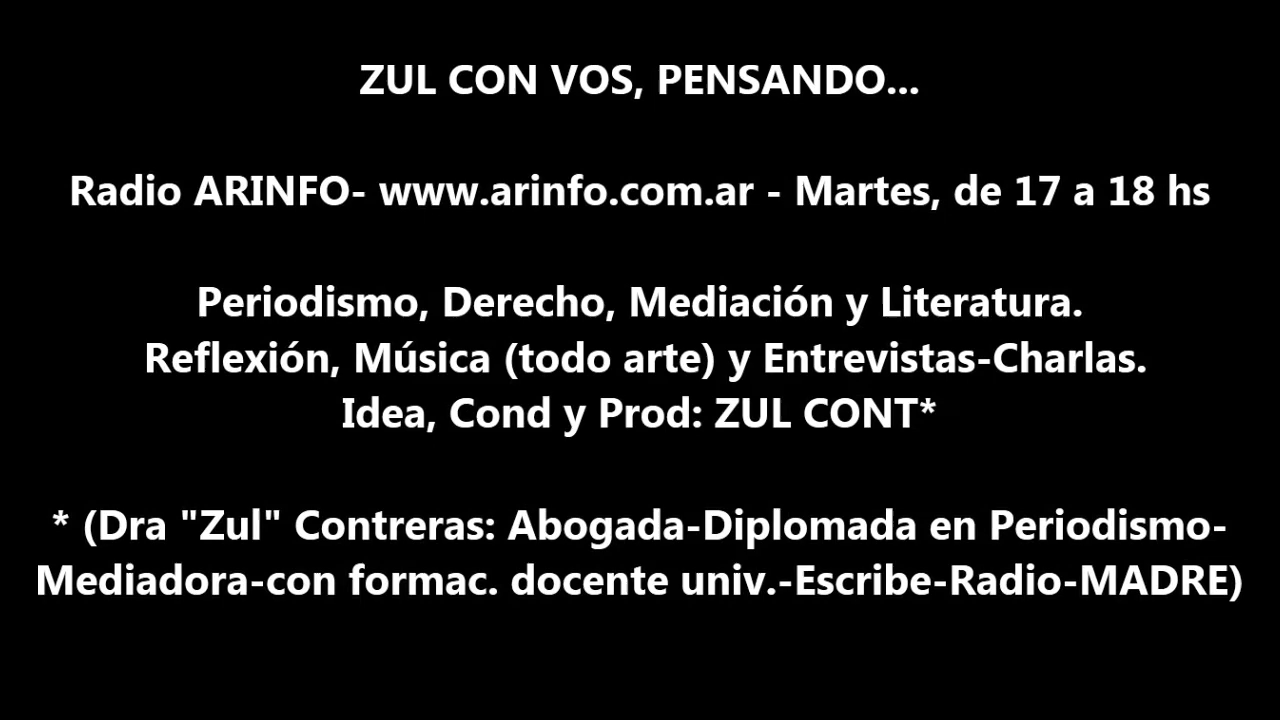 ZUL CON VOS, PENSANDO...
Radio ARINFO- www.arinfo.com.ar - Martes, de 17 a 18 hs
Periodismo, Derecho, Mediación y Literatura.
Reflexión, Música (todo arte) y Entrevistas-Charlas.
Idea, Cond y Prod: ZUL CONT*
* (Dra "Zul" Contreras: Abogada-Diplomada en Periodismo-
Mediadora-con formac. docente univ.-Escribe-Radio-MADRE)